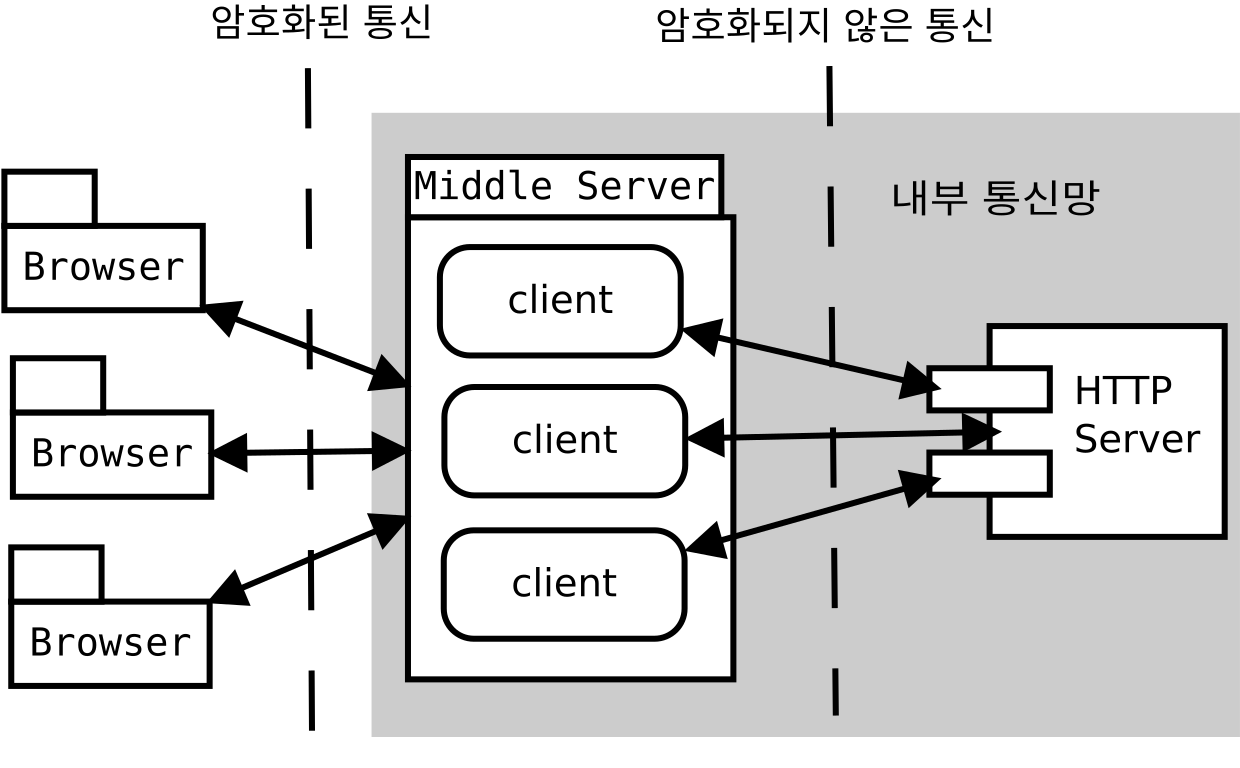 암호화된 통신
암호화되지 않은 통신
Middle Server
내부 통신망
Browser
client
Browser
client
HTTP
Server
Browser
client